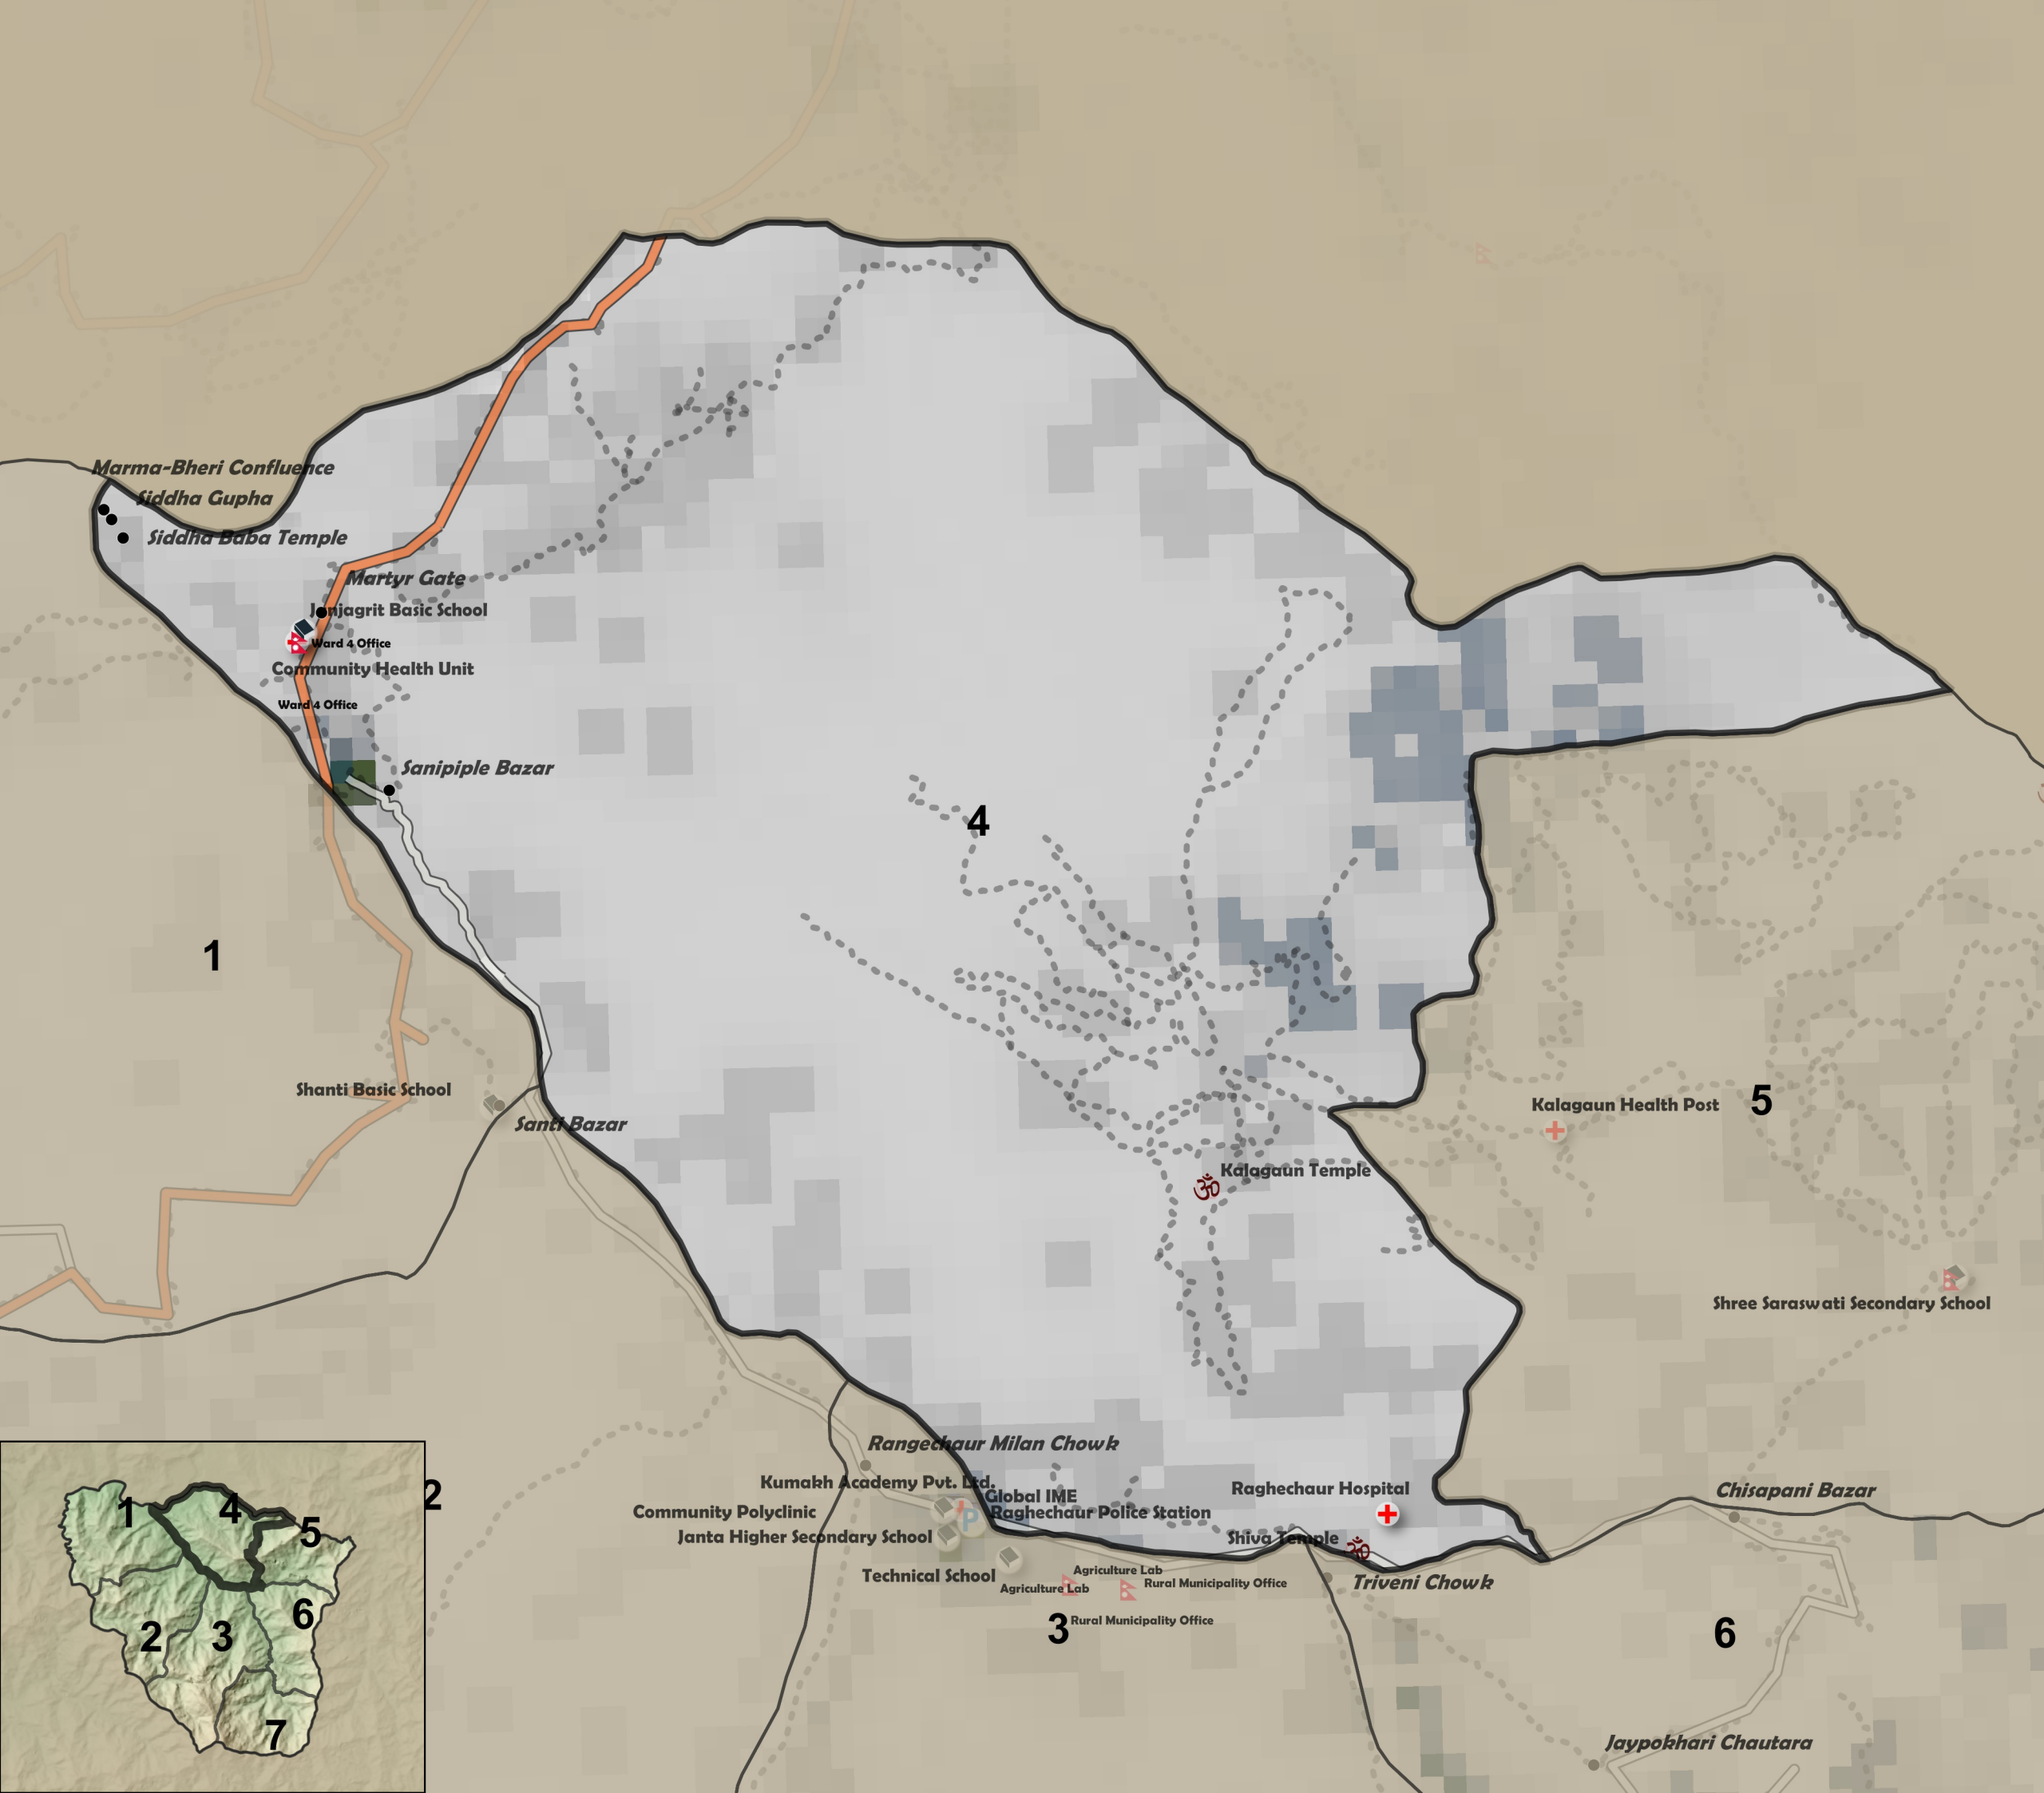 Marma-Bheri Confluence
Siddha Gupha
Siddha Baba Temple
Martyr Gate
Janjagrit Basic School
Ward 4 Office
Community Health Unit
Ward 4 Office
Sanipiple Bazar
4
1
Shanti Basic School
Santi Bazar
Kalagaun Health Post
5
Kalagaun Temple
Shree Saraswati Secondary School
Rangechaur Milan Chowk
Kumakh Academy Pvt. Ltd.
Global IME
Community Polyclinic
Raghechaur Police Station
P
Janta Higher Secondary School
Technical School
Raghechaur Hospital
Shiva Temple
ॐ
ॐ
Chisapani Bazar
Triveni Chowk
Agriculture Lab
Agriculture Lab
Rural Municipality Office
Rural Municipality Office
3
6
Jaypokhari Chautara
2
1
4
5
6
2
3
7